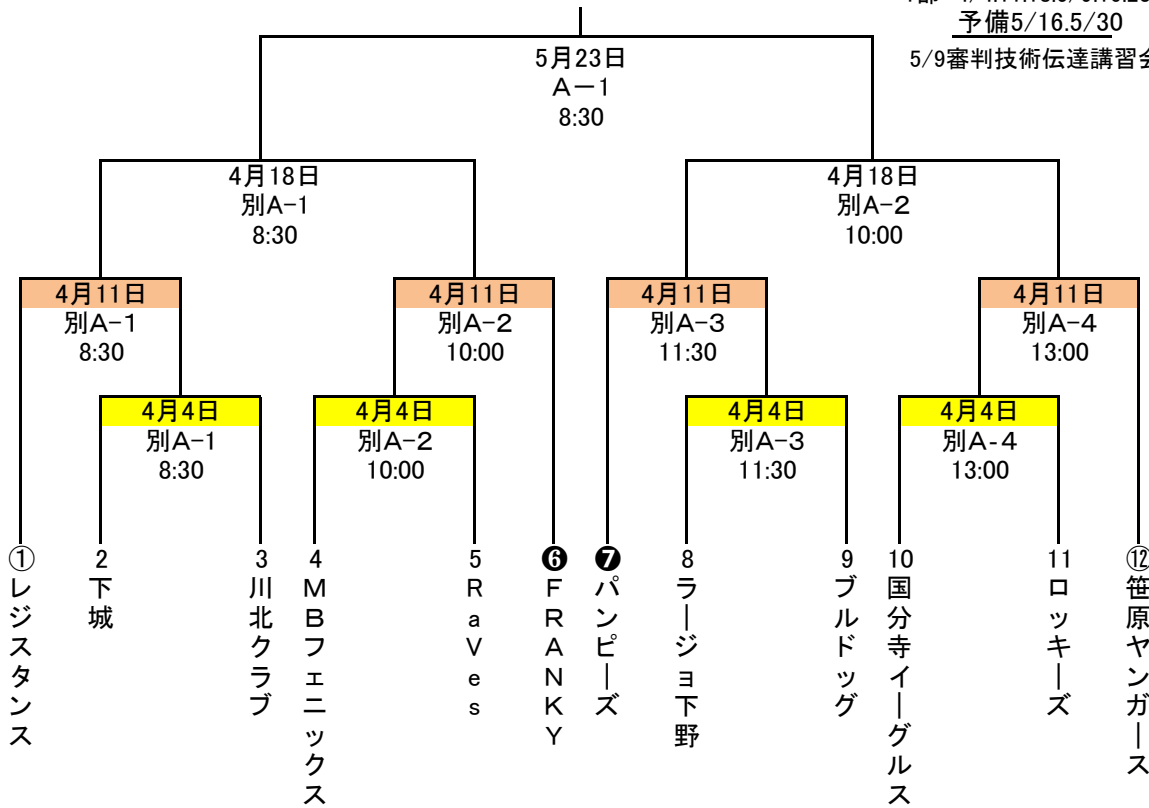 予備5/16.5/30
5/9審判技術伝達講習会
5月23日
A－1
8:30
4月18日
別A-1
8:30
4月18日
別A-2
10:00
4月11日
別A-1
8:30
4月11日
別A-2
10:00
4月11日
別A-3
11:30
4月11日
別A-4
13:00
4月4日
別A-1
8:30
4月4日
別A-2
10:00
4月4日
別A-3
11:30
4月4日
別A-4
13:00
①レジスタンス
2下城
3川北クラブ
4ＭＢフェニックス
5ＲaＶes
❻ＦＲＡＮＫＹ
❼パンピーズ
8ラージョ下野
9ブルドッグ
10国分寺イーグルス
11ロッキーズ
⑫笹原ヤンガース